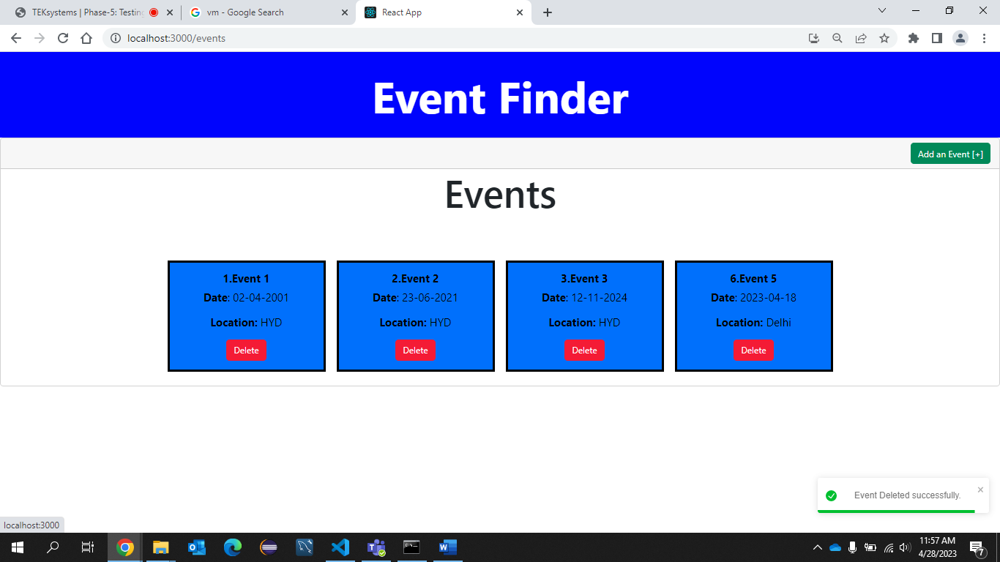 TEKsystems | Phase-5: Testing
vm - Google Search
React App
localhost:3000/events
Event Finder
Add an Event [+]
Events
1.Event 1
Date: 02-04-2001
Location: HYD
Delete
2.Event 2
Date: 23-06-2021
Location: HYD
Delete
3.Event 3
Date: 12-11-2024
Location: HYD
Delete
6.Event 5
Date: 2023-04-18
Location: Delhi
Delete
Event Deleted successfully.
localhost:3000
11:57 AM
4/28/2023
7